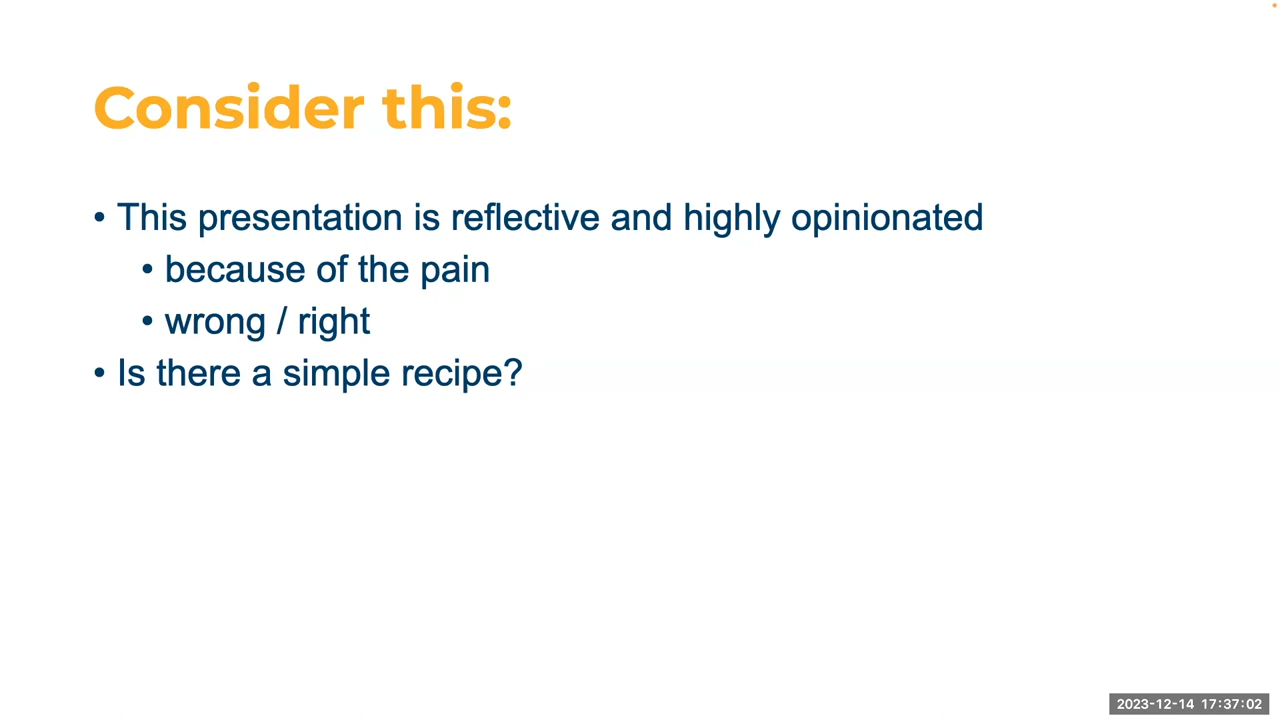 Consider this:
• This presentation is reflective and highly opinionated
• because of the pain
• wrong / right
• Is there a simple recipe?
2023-12-14 17:37:02